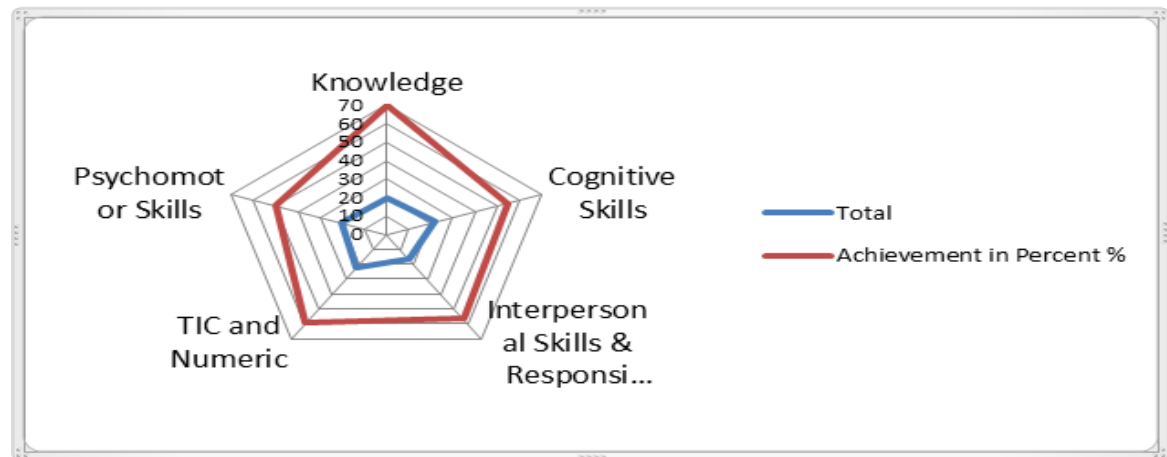 Knowledge
70
60
50
40
30
20
10
0
Cognitive
Skills
Interperson
al Skills &
Responsi...
TIC and
Numeric
Psychomot
or Skills
Total
Achievement in Percent %